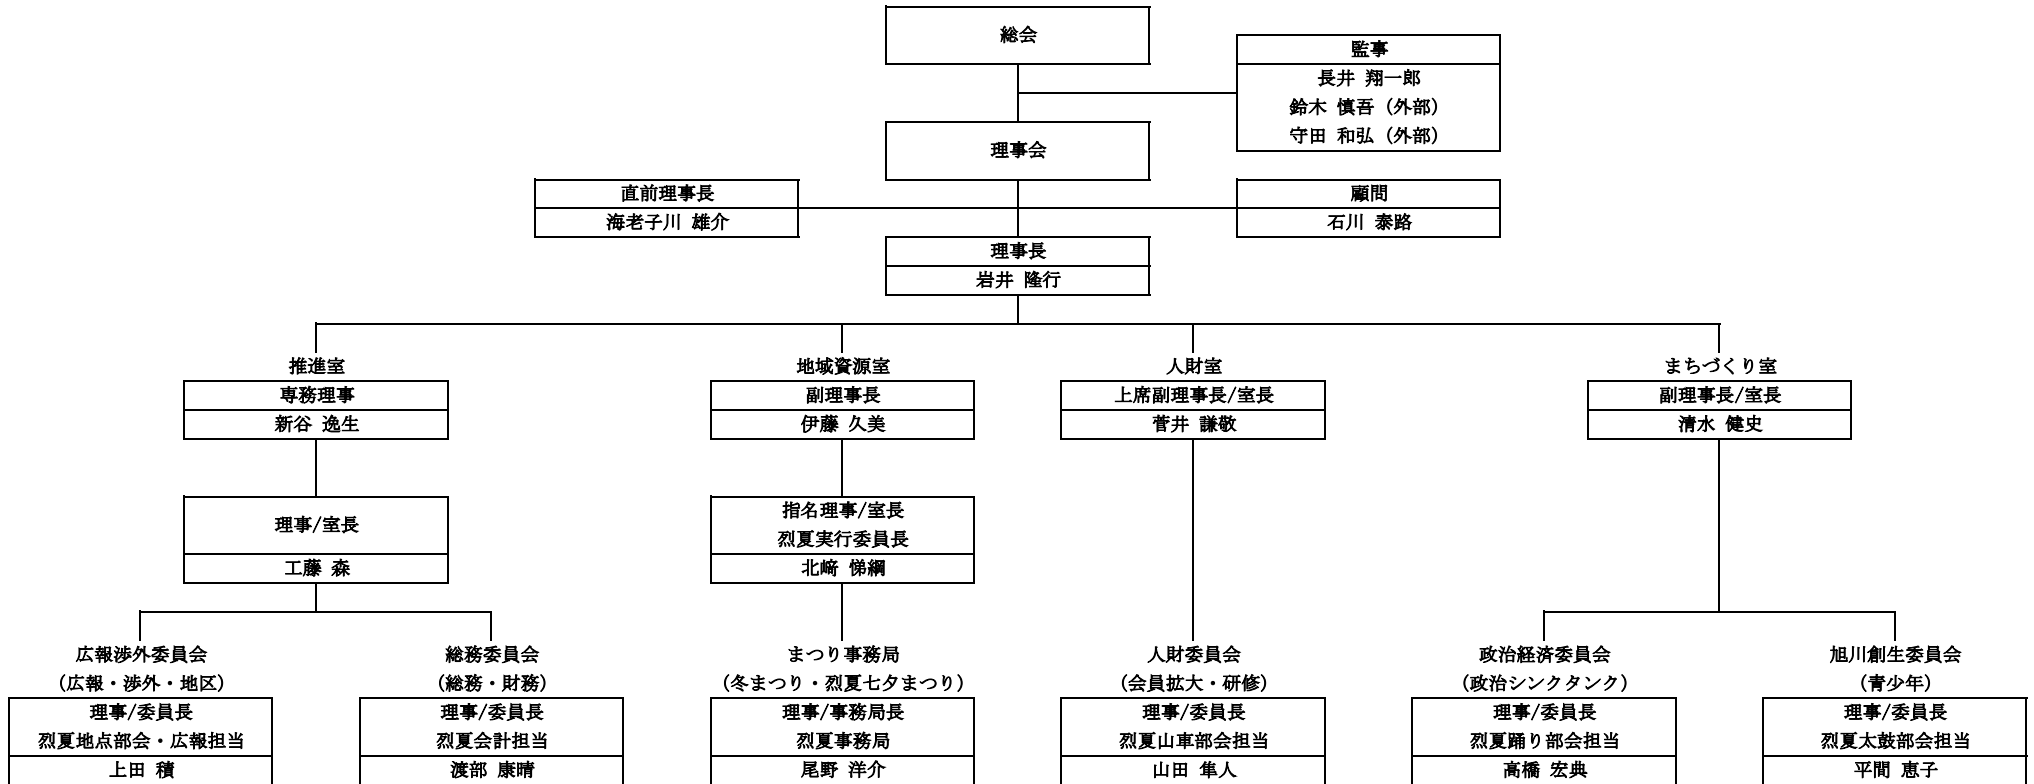 総会
監事
長井 翔一郎
鈴木 慎吾（外部）
守田 和弘（外部）
理事会
直前理事長
海老子川 雄介
顧問
石川 泰路
理事長
岩井 隆行
推進室
専務理事
新谷 逸生
地域資源室
副理事長
伊藤 久美
人財室
上席副理事長/室長
菅井 謙敬
まちづくり室
副理事長/室長
清水 健史
理事/室長
工藤 森
指名理事/室長
烈夏実行委員長
北﨑 悌綱
広報渉外委員会
（広報・渉外・地区）
理事/委員長
烈夏地点部会・広報担当
上田 積
総務委員会
（総務・財務）
理事/委員長
烈夏会計担当
渡部 康晴
まつり事務局
（冬まつり・烈夏七夕まつり）
理事/事務局長
烈夏事務局
尾野 洋介
人財委員会
（会員拡大・研修）
理事/委員長
烈夏山車部会担当
山田 隼人
政治経済委員会
（政治シンクタンク）
理事/委員長
烈夏踊り部会担当
高橋 宏典
旭川創生委員会
（青少年）
理事/委員長
烈夏太鼓部会担当
平間 恵子